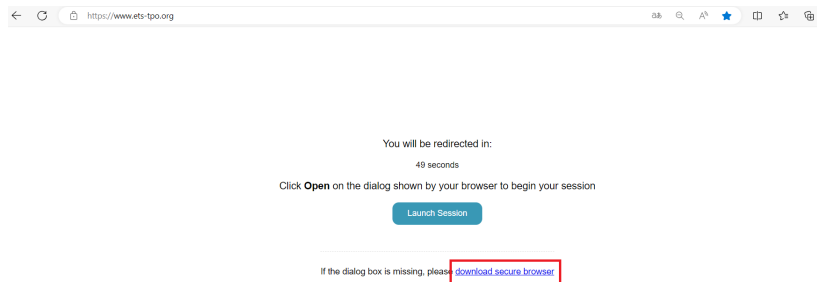 https://www.ets-tpo.org
You will be redirected in:
49 seconds
Click Open on the dialog shown by your browser to begin your session
Launch Session
If the dialog box is missing, please download secure browser